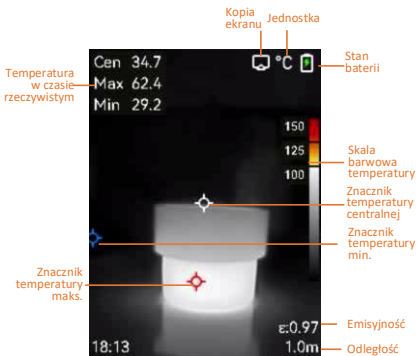 Kopia
ekranu
Jednostka
Stan
baterii
Temperatura
w czasie
rzeczywistym
Cen 34.7
Max 62.4
Min 29.2
°C
150
125
100
Skala
barwowa
temperatury
Znacznik
temperatury
centralnej
Znacznik
temperatury
min.
Znacznik
temperatury
maks.
ε:0.97
Emisyjność
18:13
1.0m
Odległość